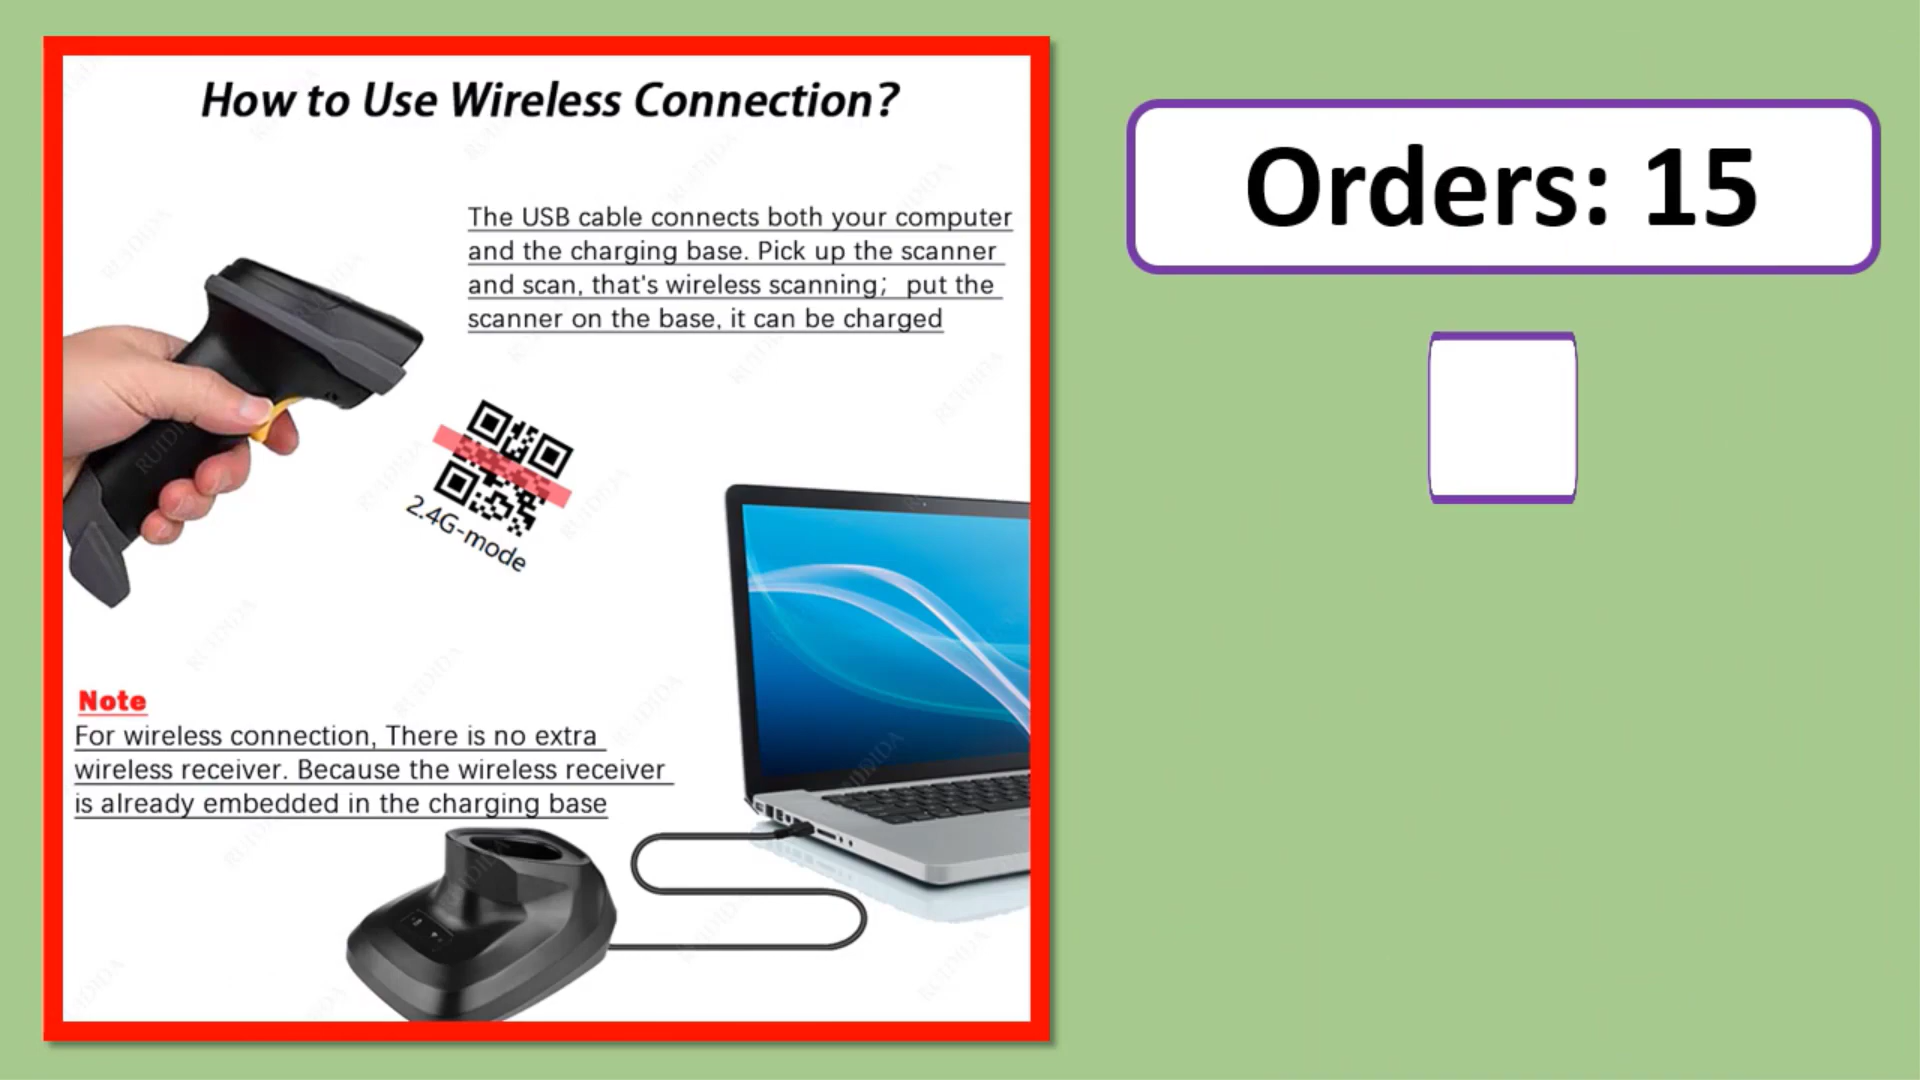 How to Use Wireless Connection?
The USB cable connects both your computer
and the charging base. Pick up the scanner
and scan, that's wireless scanning; put the
scanner on the base, it can be charged
2.4G-mode
Note
For wireless connection, There is no extra
wireless receiver. Because the wireless receiver
is already embedded in the charging base
Orders: 15
RUIDIDA